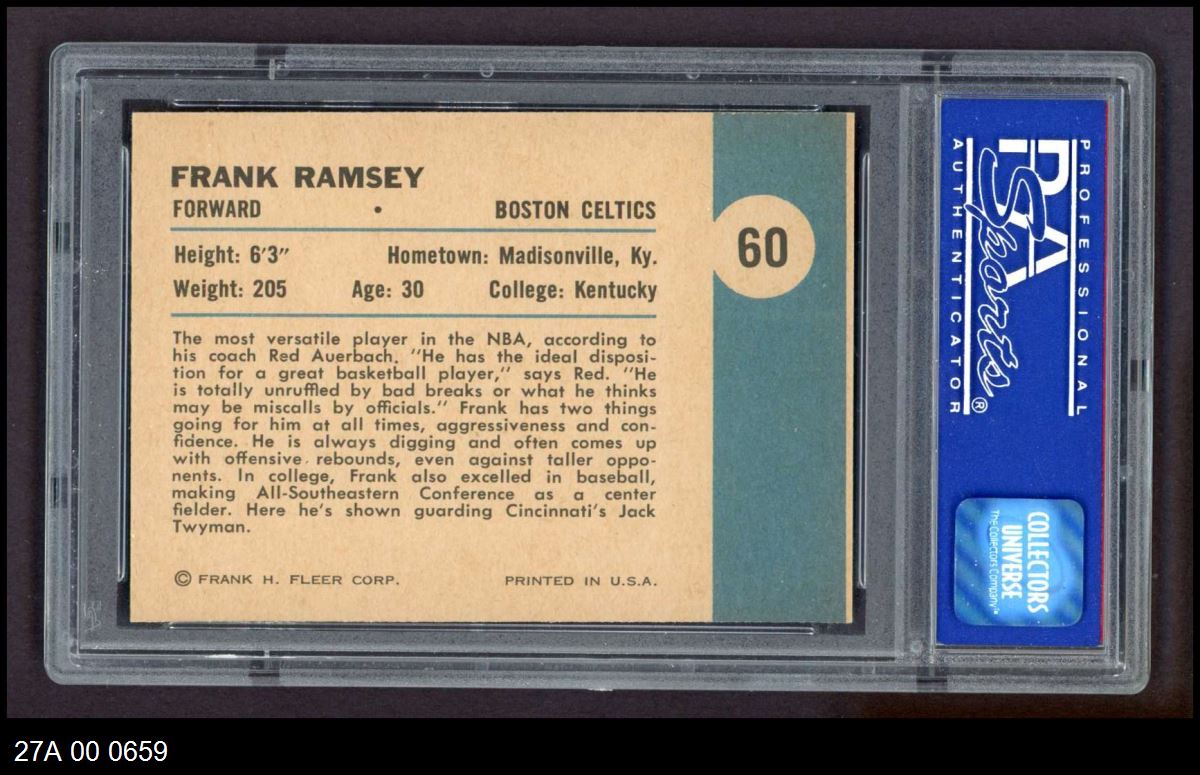 FRANK RAMSEY
FORWARD • BOSTON CELTICS
60
Height: 6'3" Hometown: Madisonville, Ky.
Weight: 205 Age: 30 College: Kentucky
The most versatile player in the NBA, according to
his coach Red Auerbach. "He has the ideal disposi-
tion for a great basketball player," says Red. "He
is totally unruffled by bad breaks or what he thinks
may be miscalls by officials." Frank has two things
going for him at all times, aggressiveness and con-
fidence. He is always digging and often comes up
with offensive rebounds, even against taller oppo-
nents. In college, Frank also excelled in baseball,
making All-Southeastern Conference as a center
fielder. Here he's shown guarding Cincinnati's Jack
Twyman.
© FRANK H. FLEER CORP. PRINTED IN U.S.A.
PROFESSIONAL
PSA
Sports®
AUTHENTICATOR
COLLECTORS
UNIVERSE
The Collectors Company™
27A 00 0659